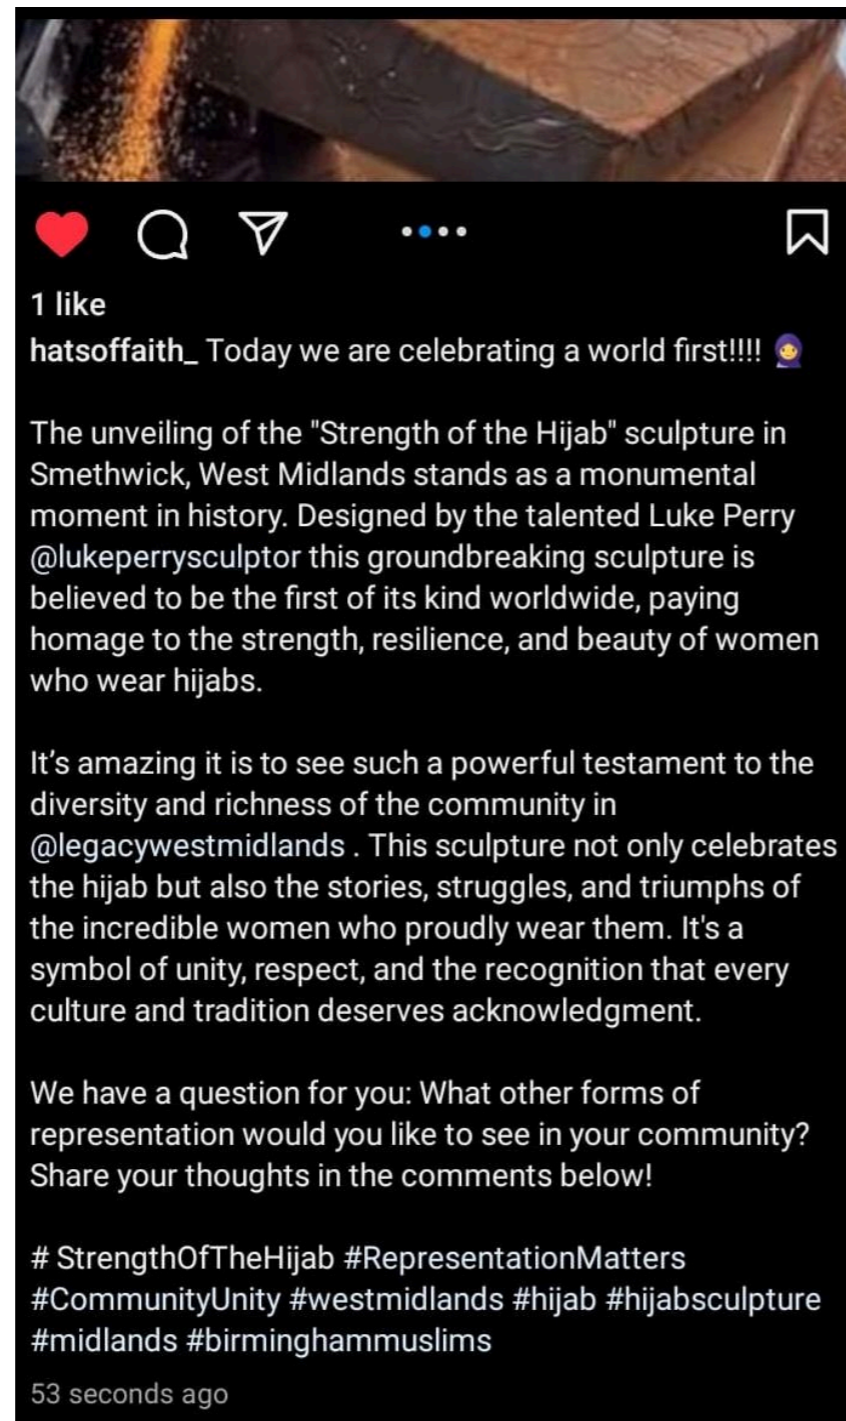 1 like
hatsoffaith_ Today we are celebrating a world first!!!! 🧕
The unveiling of the "Strength of the Hijab" sculpture in
Smethwick, West Midlands stands as a monumental
moment in history. Designed by the talented Luke Perry
@lukeperrysculptor this groundbreaking sculpture is
believed to be the first of its kind worldwide, paying
homage to the strength, resilience, and beauty of women
who wear hijabs.
It's amazing it is to see such a powerful testament to the
diversity and richness of the community in
@legacywestmidlands . This sculpture not only celebrates
the hijab but also the stories, struggles, and triumphs of
the incredible women who proudly wear them. It's a
symbol of unity, respect, and the recognition that every
culture and tradition deserves acknowledgment.
We have a question for you: What other forms of
representation would you like to see in your community?
Share your thoughts in the comments below!
# StrengthOfTheHijab #RepresentationMatters
#CommunityUnity #westmidlands #hijab #hijabsculpture
#midlands #birminghammuslims
53 seconds ago